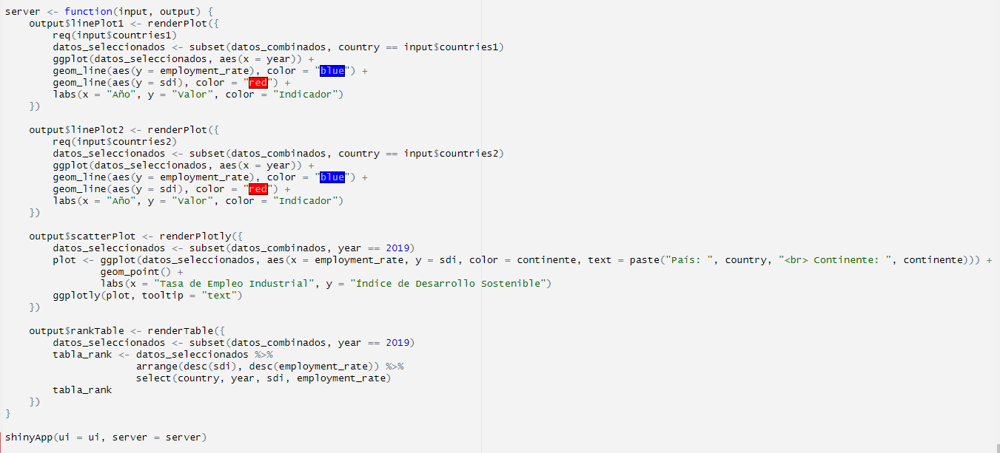 server <- function(input, output) {
    output$linePlot1 <- renderPlot({
        req(input$countries1)
        datos_seleccionados <- subset(datos_combinados, country == input$countries1)
        ggplot(datos_seleccionados, aes(x = year)) +
        geom_line(aes(y = employment_rate), color = "blue") +
        geom_line(aes(y = sdi), color = "red") +
        labs(x = "Año", y = "Valor", color = "Indicador")
    })

    output$linePlot2 <- renderPlot({
        req(input$countries2)
        datos_seleccionados <- subset(datos_combinados, country == input$countries2)
        ggplot(datos_seleccionados, aes(x = year)) +
        geom_line(aes(y = employment_rate), color = "blue") +
        geom_line(aes(y = sdi), color = "red") +
        labs(x = "Año", y = "Valor", color = "Indicador")
    })

    output$scatterPlot <- renderPlotly({
        datos_seleccionados <- subset(datos_combinados, year == 2019)
        plot <- ggplot(datos_seleccionados, aes(x = employment_rate, y = sdi, color = continente, text = paste("País: ", country, "<br> Continente: ", continente))) +
                geom_point() +
                labs(x = "Tasa de Empleo Industrial", y = "Índice de Desarrollo Sostenible")
        ggplotly(plot, tooltip = "text")
    })

    output$rankTable <- renderTable({
        datos_seleccionados <- subset(datos_combinados, year == 2019)
        tabla_rank <- datos_seleccionados %>%
                      arrange(desc(sdi), desc(employment_rate)) %>%
                      select(country, year, sdi, employment_rate)
        tabla_rank
    })
}

shinyApp(ui = ui, server = server)